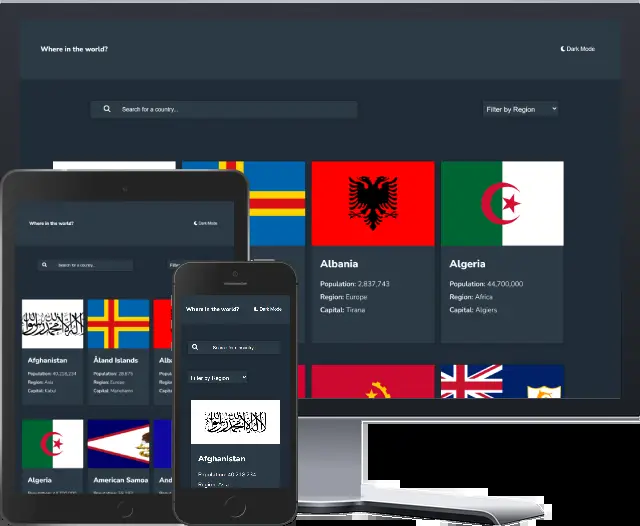 Where in the world?
Dark Mode
Search for a country...
Filter by Region
Albania
Population: 2,837,743
Region: Europe
Capital: Tirana
Algeria
Population: 44,700,000
Region: Africa
Capital: Algiers
Where in the world?
Dark Mode
Search for a country...
Filter
Afghanistan
Population: 40,218,234
Region: Asia
Capital: Kabul
Åland Islands
Population: 28,875
Region: Europe
Capital: Mariehamn
Alb
Algeria
American Samoa
And
Where in the world?
Dark Mode
Search for a country...
Filter by Region
Afghanistan
Population: 40,218,234
Region: Asia